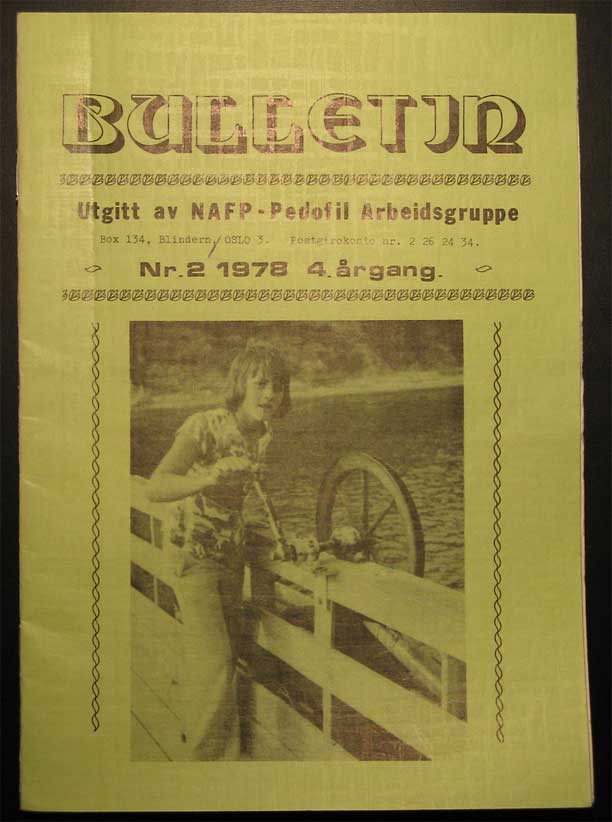 BULLETIN
Utgitt av NAFP-Pedofil Arbeidsgruppe
Box 134, Blindern, OSLO 3. Postgirokonto nr. 2 26 24 34.
Nr.2 1978 4.årgang.